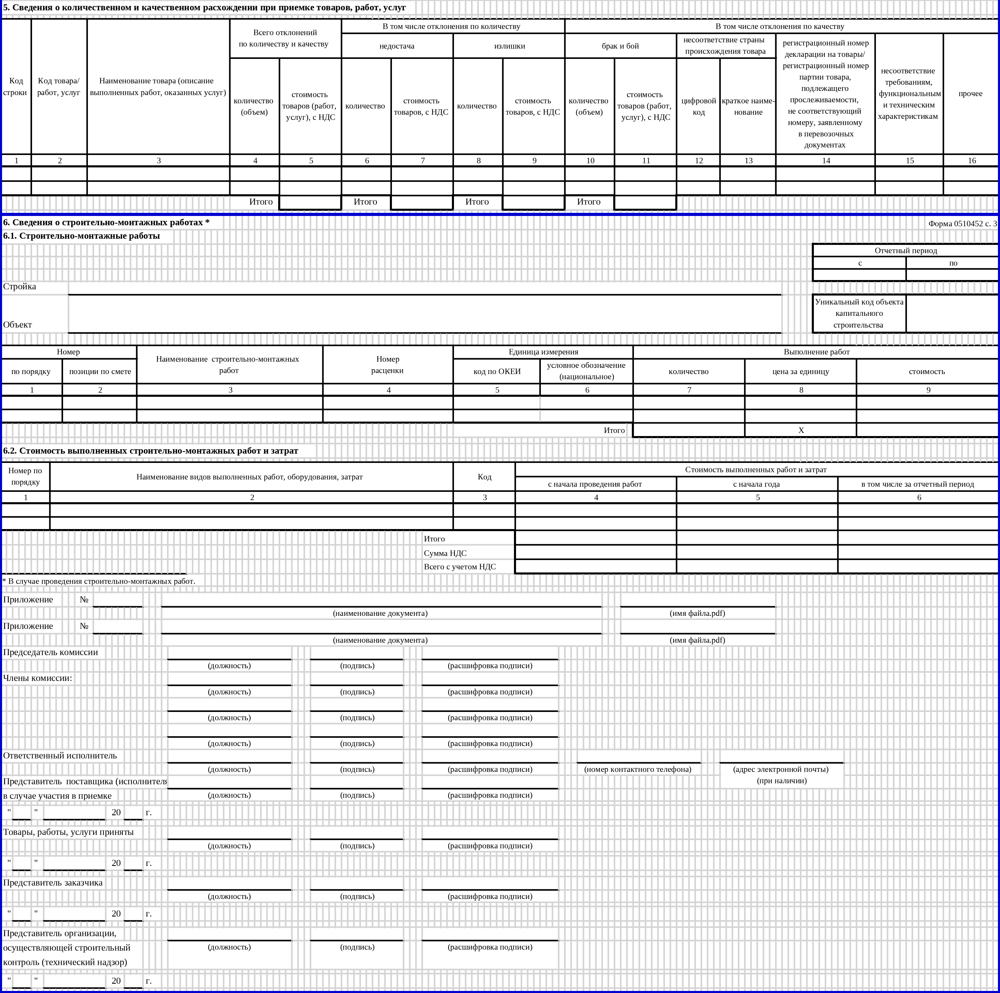 5. Сведения о количественном и качественном расхождении при приемке товаров, работ, услуг
Код
строки
Код товара/
работ, услуг
Наименование товара (описание
выполненных работ, оказанных услуг)
Всего отклонений
по количеству и качеству
В том числе отклонения по количеству
В том числе отклонения по качеству
недостача
излишки
брак и бой
несоответствие страны
происхождения товара
регистрационный номер
декларации на товары/
регистрационный номер
партии товара,
подлежащего
прослеживаемости,
не соответствующий
номеру, заявленному
в перевозочных
документах
несоответствие
требованиям,
функциональным
и техническим
характеристикам
прочее
количество
(объем)
стоимость
товаров (работ,
услуг), с НДС
количество
стоимость
товаров, с НДС
количество
стоимость
товаров, с НДС
количество
(объем)
стоимость
товаров (работ,
услуг), с НДС
цифровой
код
краткое наиме-
нование
1 2 3 4 5 6 7 8 9 10 11 12 13 14 15 16
Итого Итого Итого Итого
6. Сведения о строительно-монтажных работах *
Форма 0510452 с. 3
6.1. Строительно-монтажные работы
Отчетный период
с по
Стройка
Объект
Уникальный код объекта
капитального
строительства
Номер
Наименование  строительно-монтажных
работ
Номер
расценки
Единица измерения
Выполнение работ
по порядку
позиции по смете
код по ОКЕИ
условное обозначение
(национальное)
количество
цена за единицу
стоимость
1 2 3 4 5 6 7 8 9
Итого X
6.2. Стоимость выполненных строительно-монтажных работ и затрат
Номер по
порядку
Наименование видов выполненных работ, оборудования, затрат
Код
Стоимость выполненных работ и затрат
с начала проведения работ
с начала года
в том числе за отчетный период
1 2 3 4 5 6
Итого
Сумма НДС
Всего с учетом НДС
* В случае проведения строительно-монтажных работ.
Приложение №
(наименование документа) (имя файла.pdf)
Приложение №
(наименование документа) (имя файла.pdf)
Председатель комиссии
(должность) (подпись) (расшифровка подписи)
Члены комиссии:
(должность) (подпись) (расшифровка подписи)
(должность) (подпись) (расшифровка подписи)
(должность) (подпись) (расшифровка подписи)
Ответственный исполнитель
(должность) (подпись) (расшифровка подписи) (номер контактного телефона) (адрес электронной почты)
(при наличии)
Представитель  поставщика (исполнителя
в случае участия в приемке
(должность) (подпись) (расшифровка подписи)
" " 20 г.
Товары, работы, услуги приняты
(должность) (подпись) (расшифровка подписи)
" " 20 г.
Представитель заказчика
(должность) (подпись) (расшифровка подписи)
" " 20 г.
Представитель организации,
осуществляющей строительный
контроль (технический надзор)
(должность) (подпись) (расшифровка подписи)
" " 20 г.